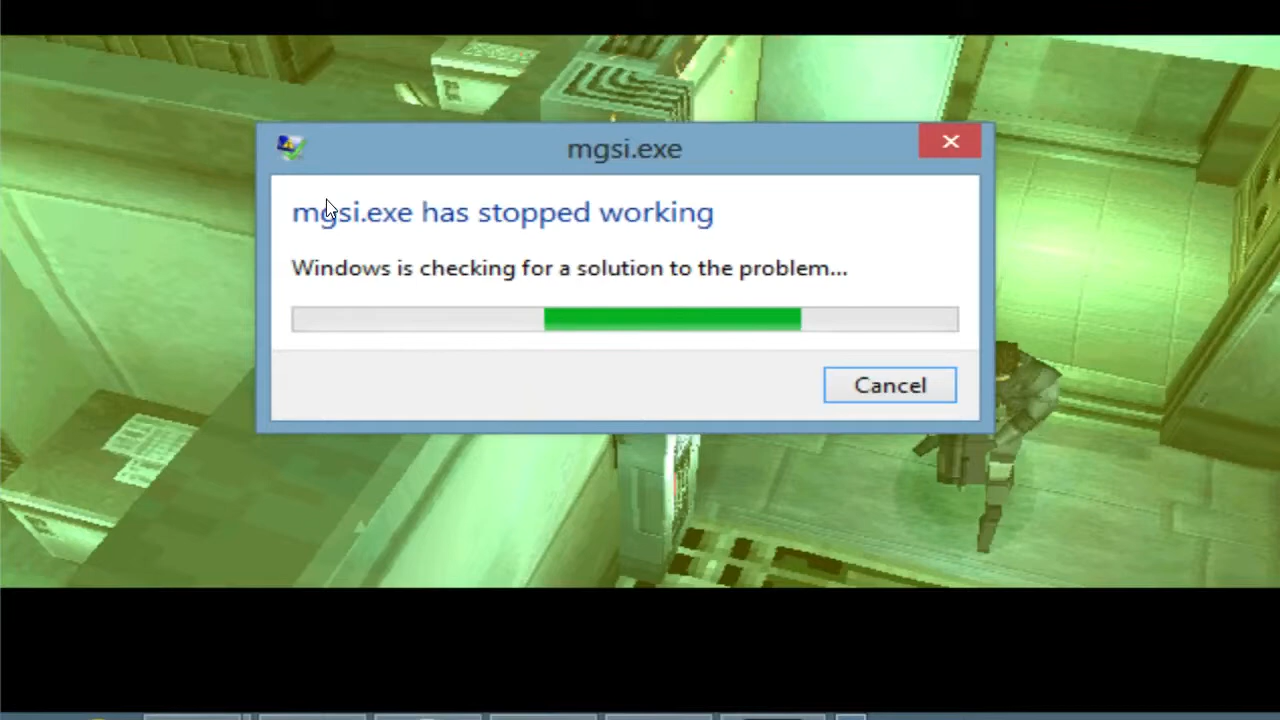 mgsi.exe
mgsi.exe has stopped working
Windows is checking for a solution to the problem...
Cancel